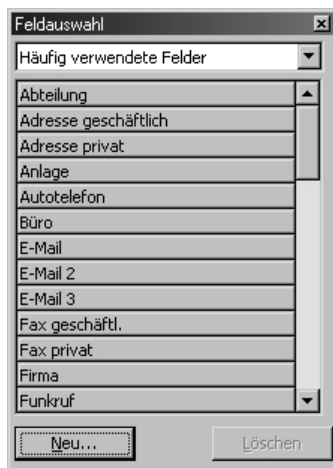 Feldauswahl
Häufig verwendete Felder
Abteilung
Adresse geschäftlich
Adresse privat
Anlage
Autotelefon
Büro
E-Mail
E-Mail 2
E-Mail 3
Fax geschäftl.
Fax privat
Firma
Funkruf
Neu... Löschen